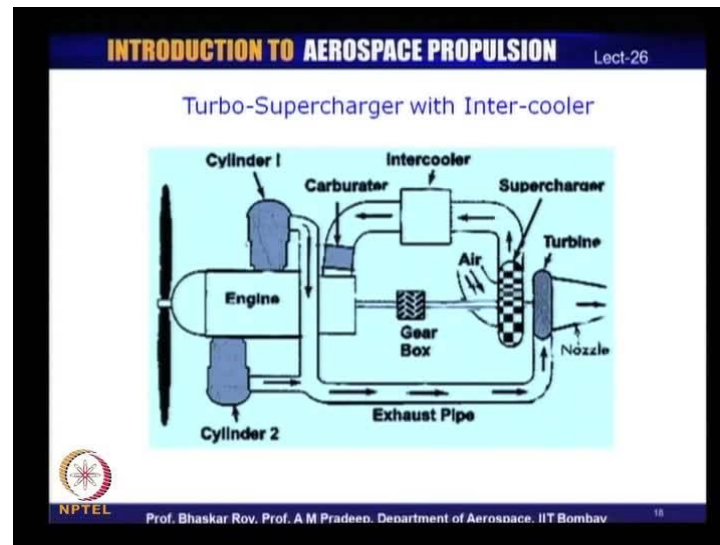 INTRODUCTION TO AEROSPACE PROPULSION Lect-26
Turbo-Supercharger with Inter-cooler
Cylinder I
Intercooler
Carburater
Supercharger
Turbine
Air
Engine
Gear
Box
Nozzle
Exhaust Pipe
Cylinder 2
NPTEL
Prof. Bhaskar Roy, Prof. A M Pradeep, Department of Aerospace, IIT Bombay
18